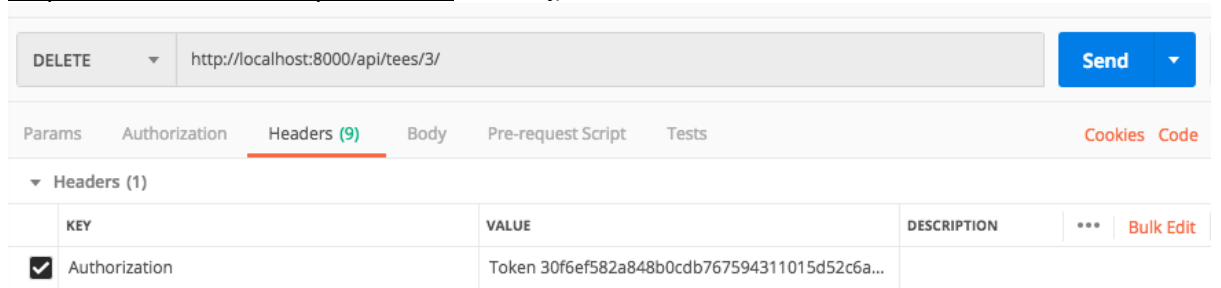 DELETE http://localhost:8000/api/tees/3/ Send
Params Authorization Headers (9) Body Pre-request Script Tests Cookies Code
Headers (1)
KEY VALUE DESCRIPTION ••• Bulk Edit
Authorization Token 30f6ef582a848b0cdb767594311015d52c6a...